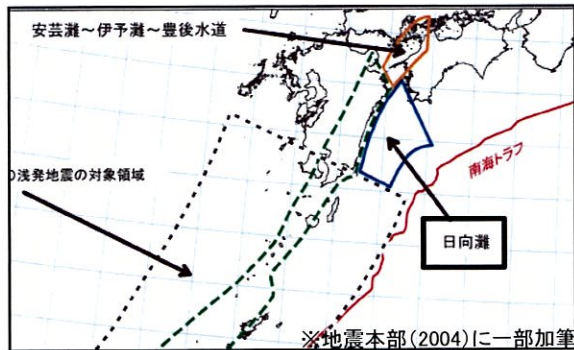 安芸灘～伊予灘～豊後水道
の浅発地震の対象領域
南海トラフ
日向灘
※地震本部(2004)に一部加筆